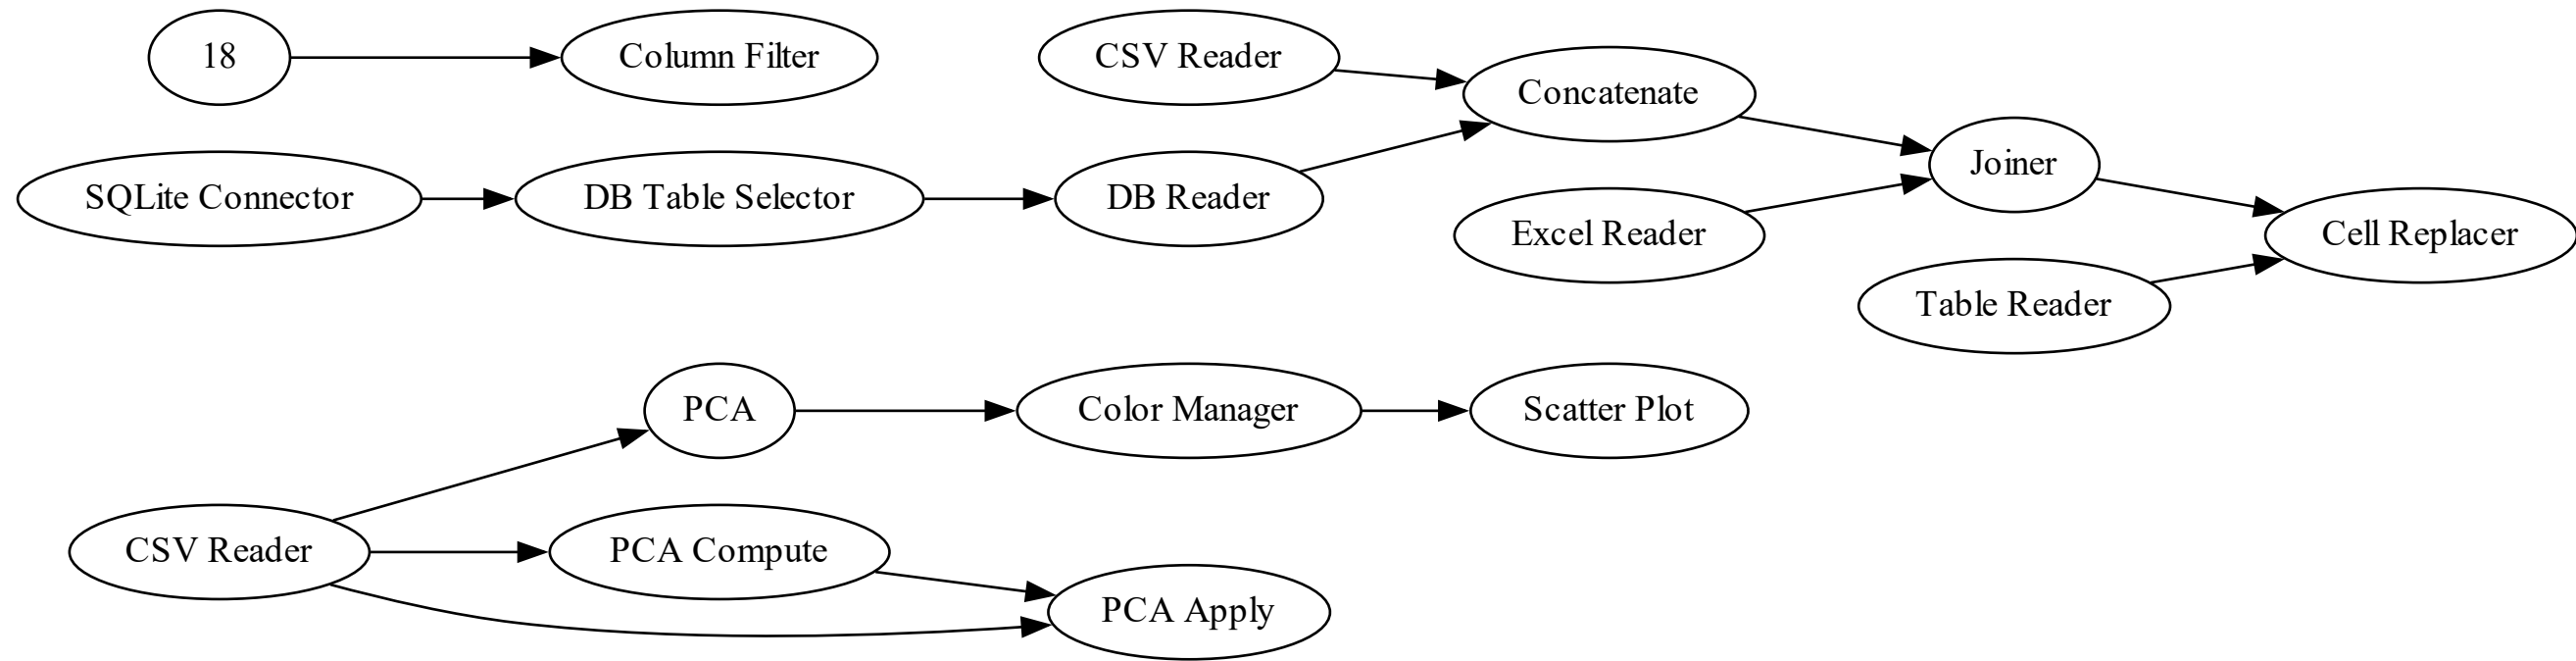 18
Column Filter
CSV Reader
Concatenate
SQLite Connector
DB Table Selector
DB Reader
Joiner
Excel Reader
Cell Replacer
Table Reader
PCA
Color Manager
Scatter Plot
CSV Reader
PCA Compute
PCA Apply